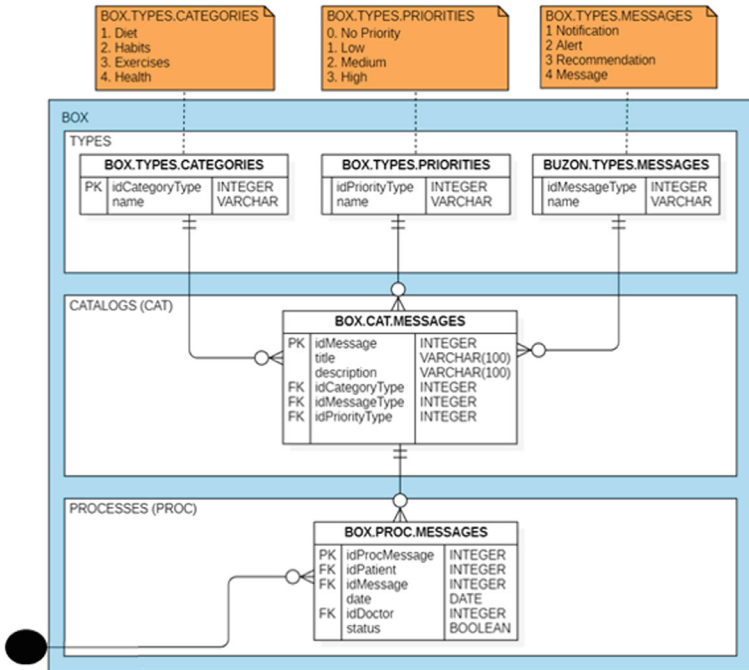 BOX.TYPES.CATEGORIES
1. Diet
2. Habits
3. Exercises
4. Health
BOX.TYPES.PRIORITIES
0. No Priority
1. Low
2. Medium
3. High
BOX.TYPES.MESSAGES
1 Notification
2 Alert
3 Recommendation
4 Message
BOX
TYPES
BOX.TYPES.CATEGORIES
PK idCategoryType INTEGER
name VARCHAR
BOX.TYPES.PRIORITIES
idPriorityType INTEGER
name VARCHAR
BUZON.TYPES.MESSAGES
idMessageType INTEGER
name VARCHAR
CATALOGS (CAT)
BOX.CAT.MESSAGES
PK idMessage INTEGER
title VARCHAR(100)
description VARCHAR(100)
FK idCategoryType INTEGER
FK idMessageType INTEGER
FK idPriorityType INTEGER
PROCESSES (PROC)
BOX.PROC.MESSAGES
PK idProcMessage INTEGER
FK idPatient INTEGER
FK idMessage INTEGER
date DATE
FK idDoctor INTEGER
status BOOLEAN